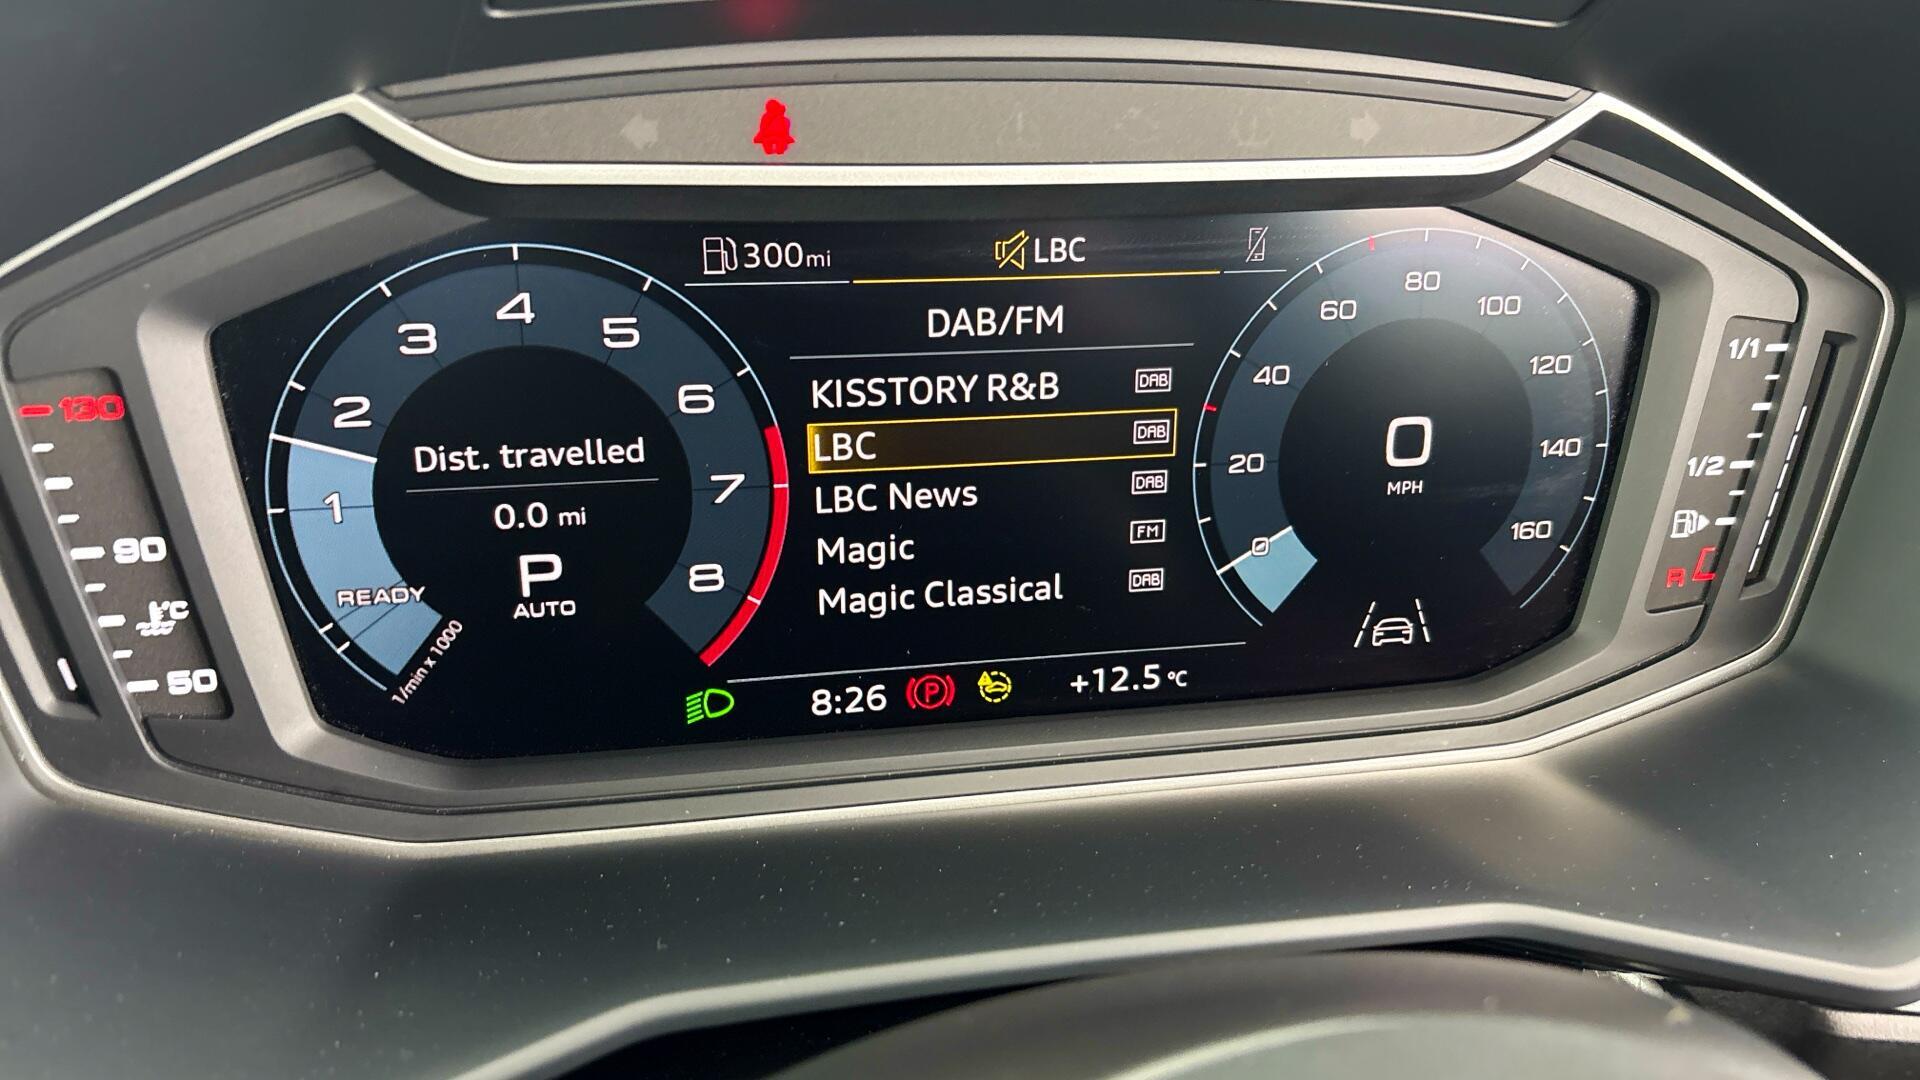 300 mi
LBC
DAB/FM
KISSTORY R&B DAB
LBC DAB
LBC News DAB
Magic FM
Magic Classical DAB
Dist. travelled
0.0 mi
P
AUTO
READY
1
2
3
4
5
6
7
8
1/min x 1000
0
20
40
60
80
100
120
140
160
0
MPH
8:26
P
+12.5 °C
130
90
°C
50
1/1
1/2
R